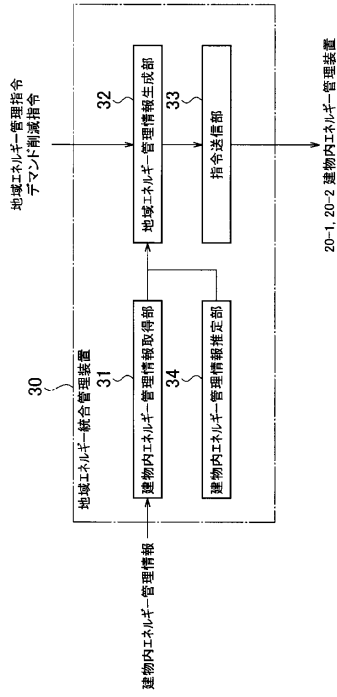 地域エネルギー管理指令
デマンド削減指令
30
地域エネルギー統合管理装置
建物内エネルギー管理情報
31
建物内エネルギー管理情報取得部
32
地域エネルギー管理情報生成部
34
建物内エネルギー管理情報推定部
33
指令送信部
20-1, 20-2 建物内エネルギー管理装置